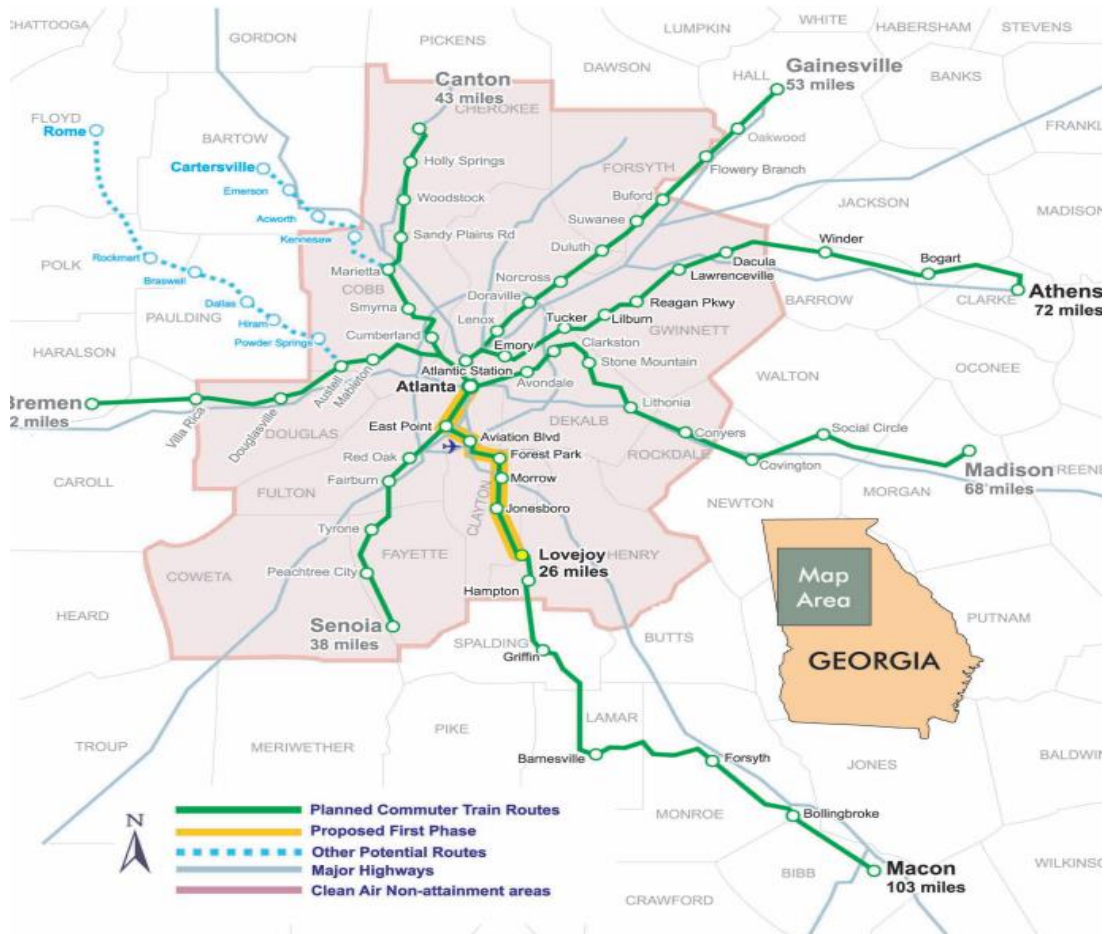 CHATTOOGA
GORDON
PICKENS
LUMPKIN
WHITE
HABERSHAM
STEVENS
DAWSON
HALL
BANKS
FRANKL
Canton
43 miles
CHEROKEE
Gainesville
53 miles
FLOYD
Rome
BARTOW
Cartersville
Emerson
Acworth
Kennesaw
Holly Springs
Woodstock
Sandy Plains Rd
Marietta
COBB
Smyrna
Cumberland
FORSYTH
Oakwood
Flowery Branch
Buford
Suwanee
Duluth
Norcross
Doraville
Lenox
JACKSON
MADISON
Winder
Bogart
Dacula
Lawrenceville
Reagan Pkwy
Lilburn
Tucker
Emory
GWINNETT
BARROW
CLARKE
Athens
72 miles
POLK
Rockmart
Braswell
Dallas
Hiram
Powder Springs
PAULDING
HARALSON
Bremen
2 miles
Villa Rica
Douglasville
Austell
Mableton
DOUGLAS
Atlantic Station
Atlanta
Clarkston
Stone Mountain
Avondale
Lithonia
DEKALB
Conyers
ROCKDALE
WALTON
OCONEE
Social Circle
Covington
Madison
68 miles
REENE
MORGAN
NEWTON
East Point
Aviation Blvd
Forest Park
Morrow
Jonesboro
CLAYTON
Red Oak
Fairburn
FULTON
CARROLL
Tyrone
FAYETTE
Peachtree City
COWETA
Senoia
38 miles
HEARD
Lovejoy
26 miles
HENRY
Hampton
SPALDING
Griffin
BUTTS
Map
Area
GEORGIA
PUTNAM
TROUP
MERIWETHER
PIKE
LAMAR
Barnesville
Forsyth
JONES
BALDWIN
MONROE
Bollingbroke
BIBB
Macon
103 miles
WILKINSO
CRAWFORD
N
Planned Commuter Train Routes
Proposed First Phase
Other Potential Routes
Major Highways
Clean Air Non-attainment areas